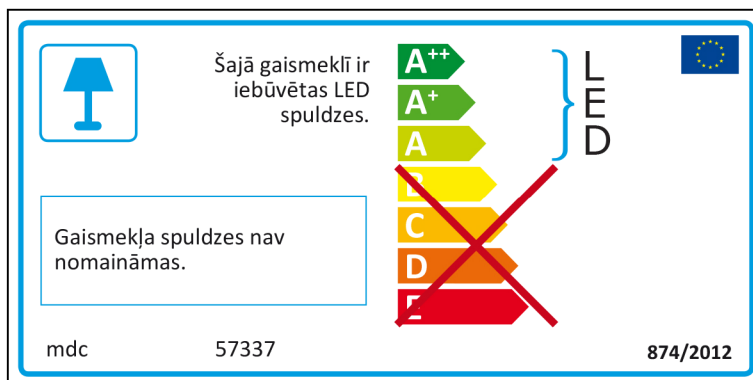 Šajā gaismeklī ir
iebūvētas LED
spuldzes.
A++
A+
A
B
C
D
E
L
E
D
Gaismekļa spuldzes nav
nomaināmas.
mdc 57337
874/2012